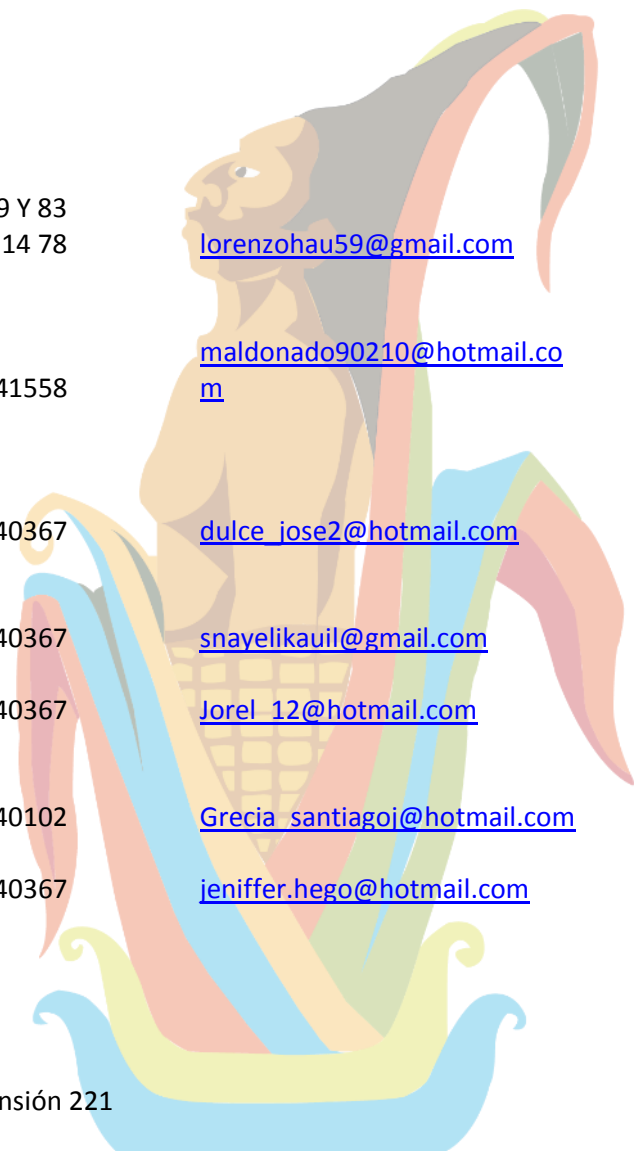 9 Y 83
14 78 lorenzohau59@gmail.com
maldonado90210@hotmail.co
41558 m
40367 dulce_jose2@hotmail.com
40367 snayelikauil@gmail.com
40367 Jorel_12@hotmail.com
40102 Grecia_santiagoj@hotmail.com
40367 jeniffer.hego@hotmail.com
nsión 221